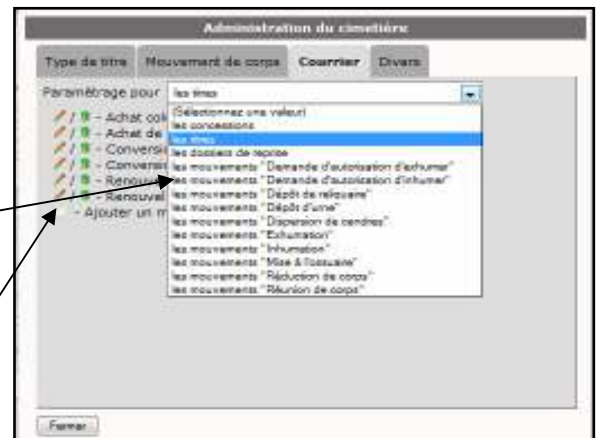 Administration du cimetière
Type de titre Mouvement de corps Courrier Divers
Paramétrage pour les titres
(Sélectionnez une valeur)
les concessions
les titres
les dossiers de reprise
les mouvements "Demande d'autorisation d'exhumer"
les mouvements "Demande d'autorisation d'inhumer"
les mouvements "Dépôt de reliquaire"
les mouvements "Dépôt d'urne"
les mouvements "Dispersion de cendres"
les mouvements "Exhumation"
les mouvements "Inhumation"
les mouvements "Mise à l'ossuaire"
les mouvements "Réduction de corps"
les mouvements "Réunion de corps"
/ - Achat
/ - Achat de
/ - Conversi
/ - Conversi
/ - Renouvel
/ - Renouvel
- Ajouter un m
Fermer